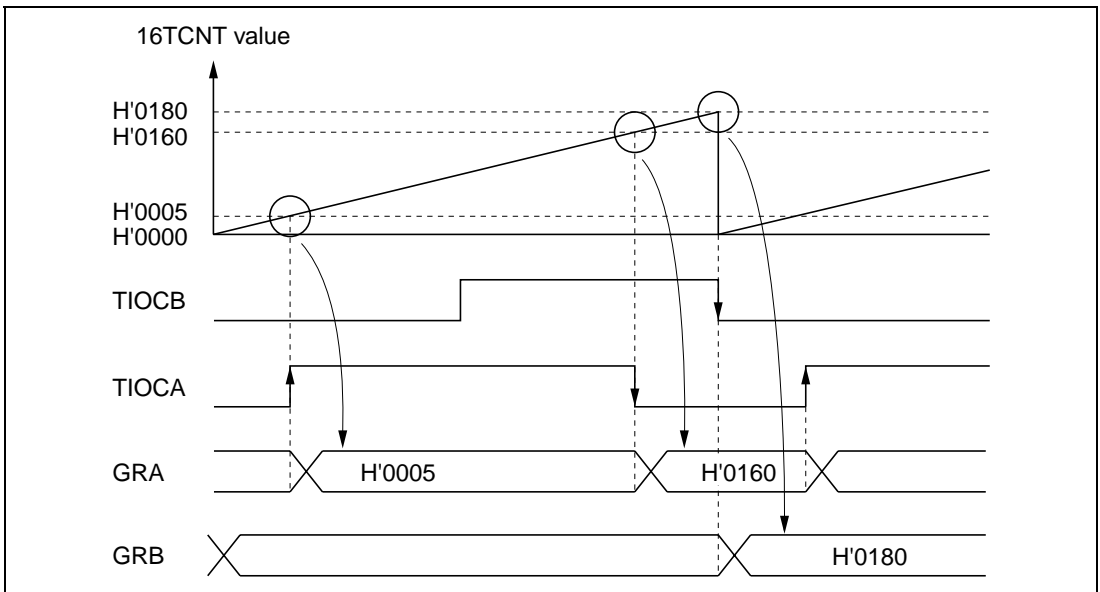 16TCNT value
H'0180
H'0160
H'0005
H'0000
TIOCB
TIOCA
GRA H'0005 H'0160
GRB H'0180